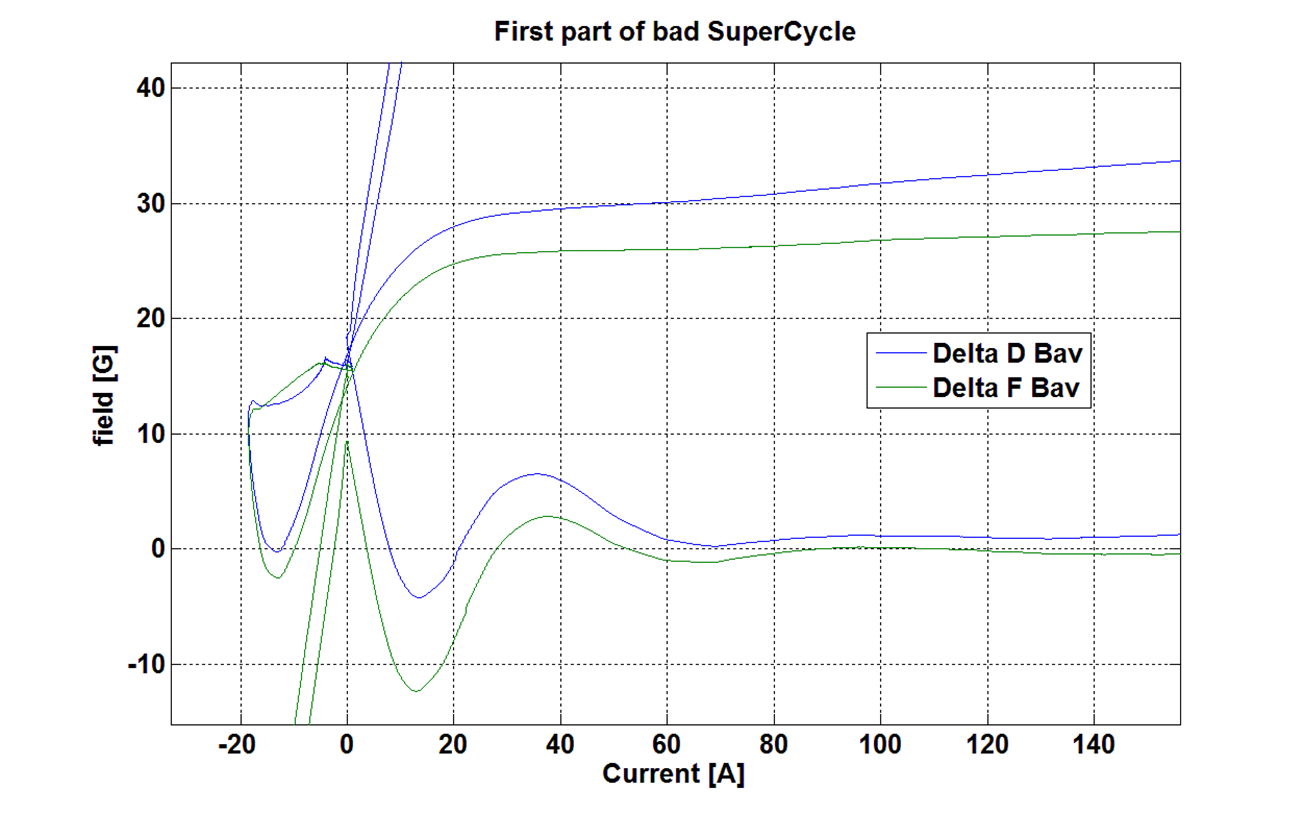 First part of bad SuperCycle
40
30
20
10
0
-10
field [G]
Delta D Bav
Delta F Bav
-20 0 20 40 60 80 100 120 140
Current [A]